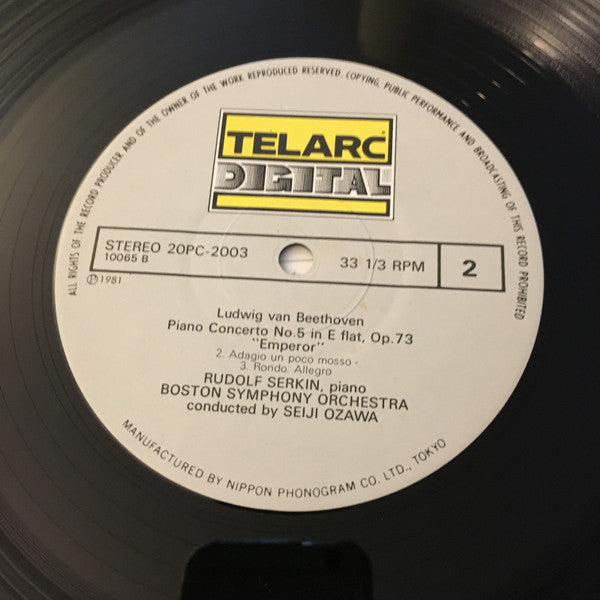 ALL RIGHTS OF THE RECORD PRODUCER AND OF THE OWNER OF THE WORK REPRODUCED RESERVED. COPYING, PUBLIC PERFORMANCE AND BROADCASTING OF THIS RECORD PROHIBITED
TELARC
DIGITAL
STEREO 20PC-2003
10065 B
33 1/3 RPM
2
℗1981
Ludwig van Beethoven
Piano Concerto No.5 in E flat, Op.73
"Emperor"
2. Adagio un poco mosso -
3. Rondo: Allegro
RUDOLF SERKIN, piano
BOSTON SYMPHONY ORCHESTRA
conducted by SEIJI OZAWA
MANUFACTURED BY NIPPON PHONOGRAM CO. LTD., TOKYO